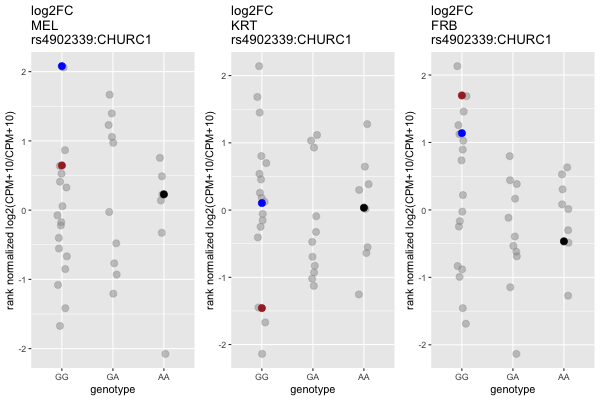 log2FC
MEL
rs4902339:CHURC1
rank normalized log2(CPM+10/CPM+10)
2
1
0
-1
-2
GG
GA
AA
genotype
log2FC
KRT
rs4902339:CHURC1
rank normalized log2(CPM+10/CPM+10)
2
1
0
-1
-2
GG
GA
AA
genotype
log2FC
FRB
rs4902339:CHURC1
rank normalized log2(CPM+10/CPM+10)
2
1
0
-1
-2
GG
GA
AA
genotype